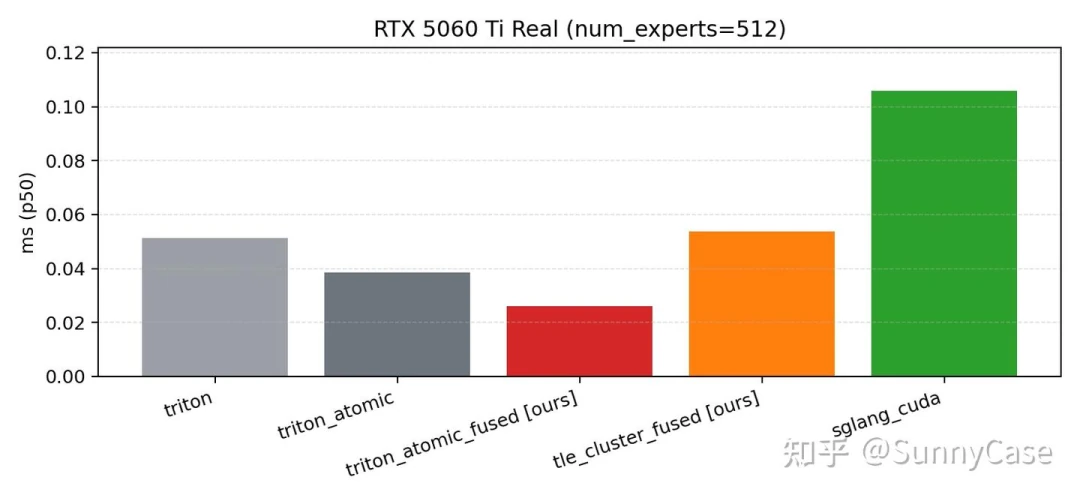 RTX 5060 Ti Real (num_experts=512)
0.12
0.10
0.08
0.06
0.04
0.02
0.00
ms (p50)
triton
triton_atomic
triton_atomic_fused [ours]
tle_cluster_fused [ours]
sglang_cuda
知乎 @SunnyCase